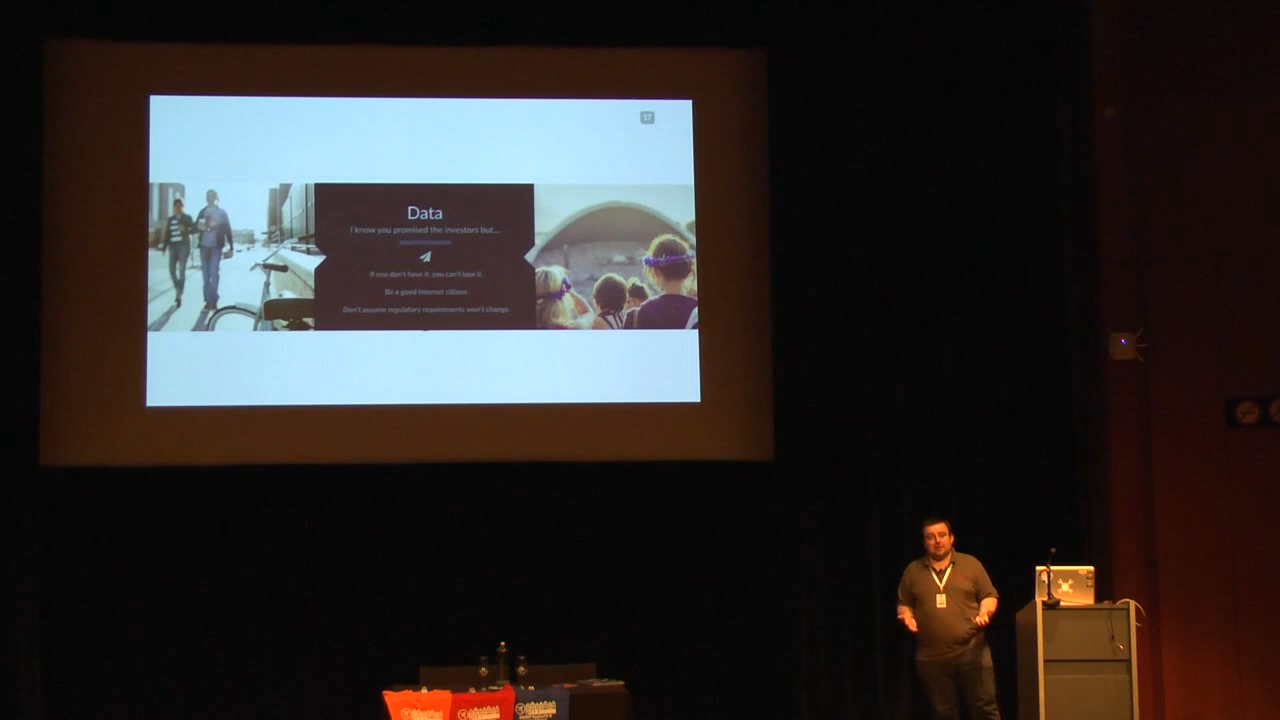 17
Data
I know you promised the investors but...
If you don't have it, you can't lose it.
Be a good internet citizen.
Don't assume regulatory requirements won't change.